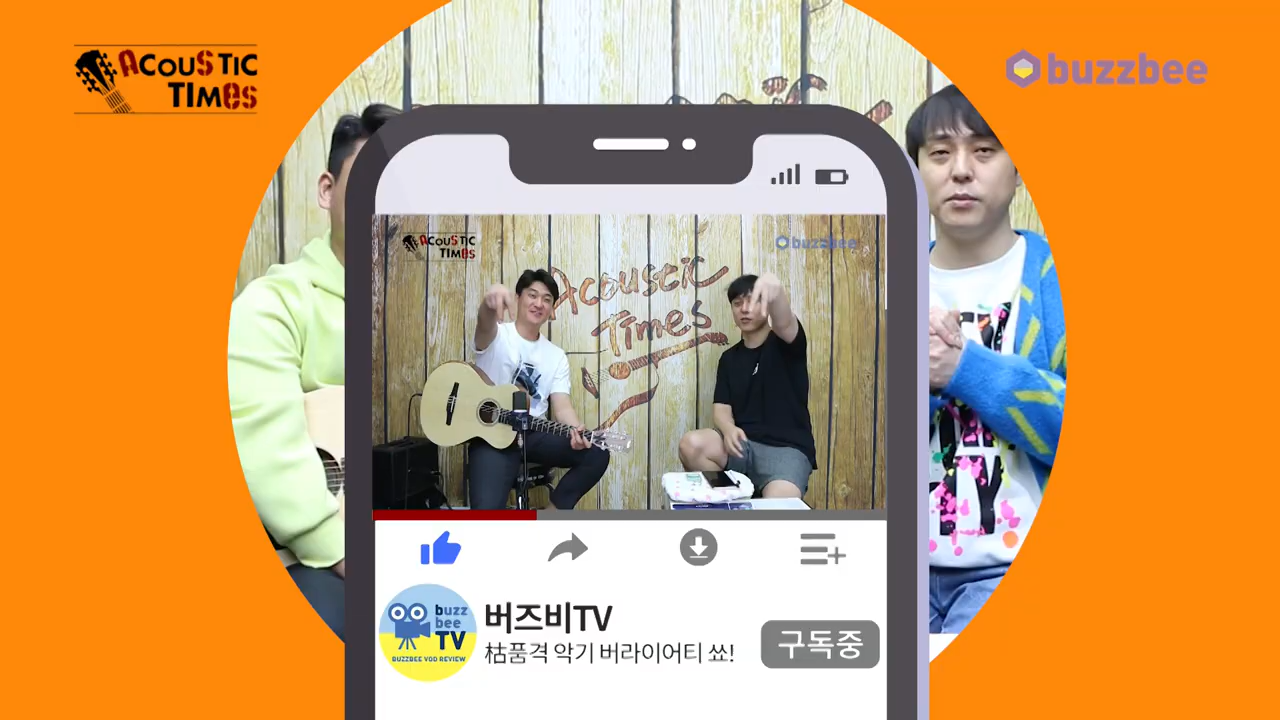 ACOUSTIC
TIMES
buzzbee
ACOUSTIC
TIMES
buzzbee
Acoustic
Times
buzz
bee
TV
BUZZBEE VOD REVIEW
버즈비TV
枯품격 악기 버라이어티 쑈!
구독중